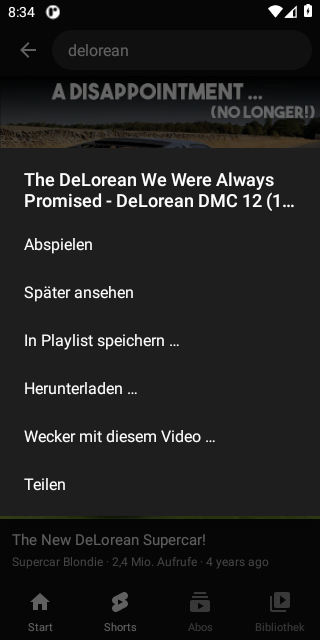 8:34
delorean
A DISAPPOINTMENT ...
(NO LONGER!)
The DeLorean We Were Always
Promised - DeLorean DMC 12 (1...
Abspielen
Später ansehen
In Playlist speichern ...
Herunterladen ...
Wecker mit diesem Video ...
Teilen
The New DeLorean Supercar!
Supercar Blondie · 2,4 Mio. Aufrufe · 4 years ago
Start
Shorts
Abos
Bibliothek